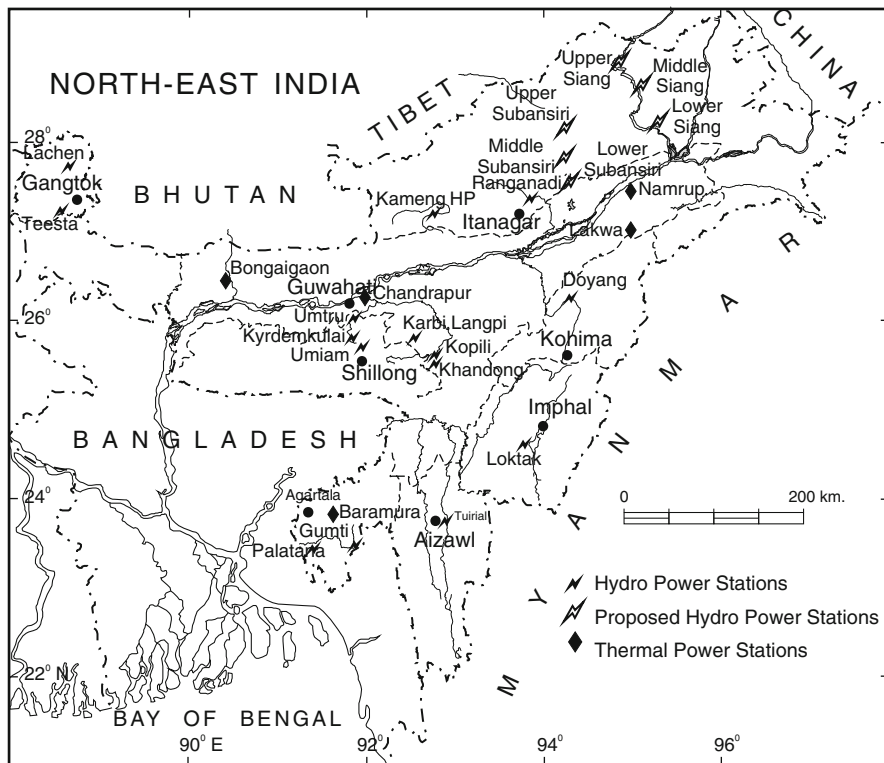 NORTH-EAST INDIA
CHINA
TIBET
Upper
Siang
Middle
Siang
Lower
Siang
Upper
Subansiri
Middle
Subansiri
Lower
Subansiri
Ranganadi
28°
Lachen
Gangtok
Teesta
BHUTAN
Kameng HP
Itanagar
Namrup
Lakwa
Bongaigaon
Guwahati
Chandrapur
Doyang
26°
Umtru
Kyrdemkulai
Umiam
Shillong
Karbi Langpi
Kopili
Khandong
Kohima
Imphal
Loktak
BANGLADESH
MYANMAR
24°
Agartala
Baramura
Gumti
Palatana
Tuirial
Aizawl
0 200 km.
Hydro Power Stations
Proposed Hydro Power Stations
Thermal Power Stations
22° N
BAY OF BENGAL
90° E 92° 94° 96°